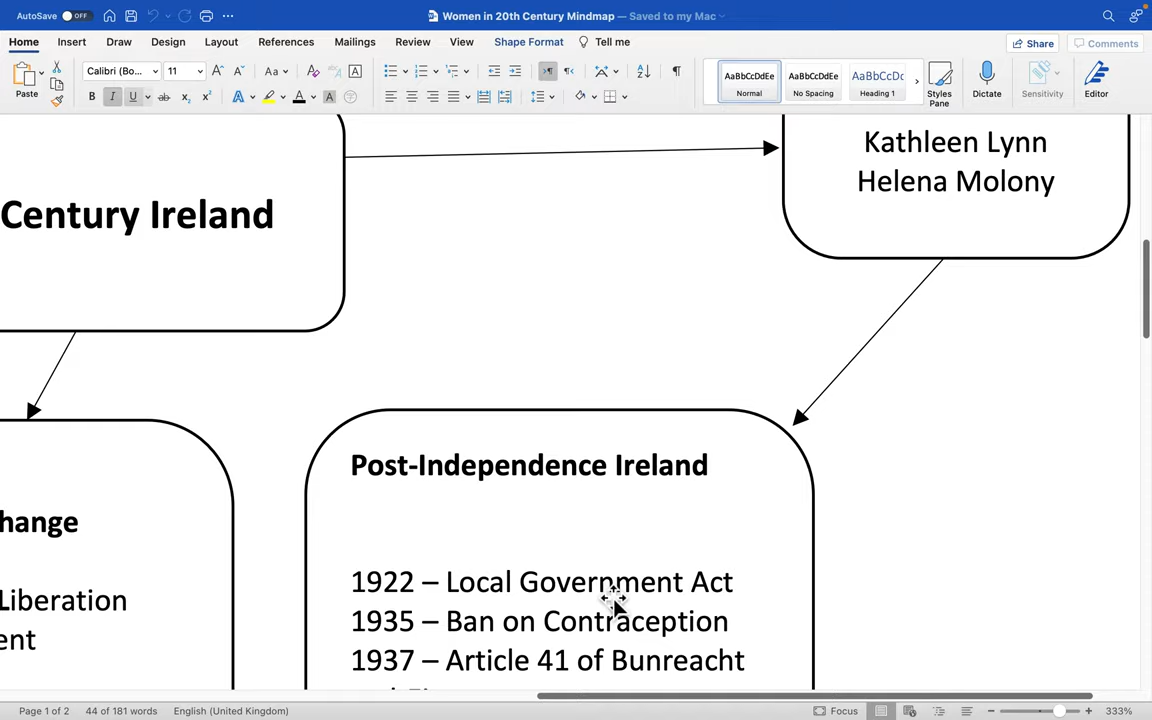 AutoSave OFF
Women in 20th Century Mindmap — Saved to my Mac
Home Insert Draw Design Layout References Mailings Review View Shape Format Tell me
Share Comments
Paste
Calibri (Bo... 11
Aa
A
B I U ab x₂ x² A A A
AaBbCcDdEe Normal
AaBbCcDdEe No Spacing
AaBbCcDc Heading 1
Styles Pane
Dictate
Sensitivity
Editor
Kathleen Lynn
Helena Molony
Century Ireland
Post-Independence Ireland
hange
1922 – Local Government Act
Liberation
1935 – Ban on Contraception
ent
1937 – Article 41 of Bunreacht
Page 1 of 2 44 of 181 words English (United Kingdom) Focus 333%